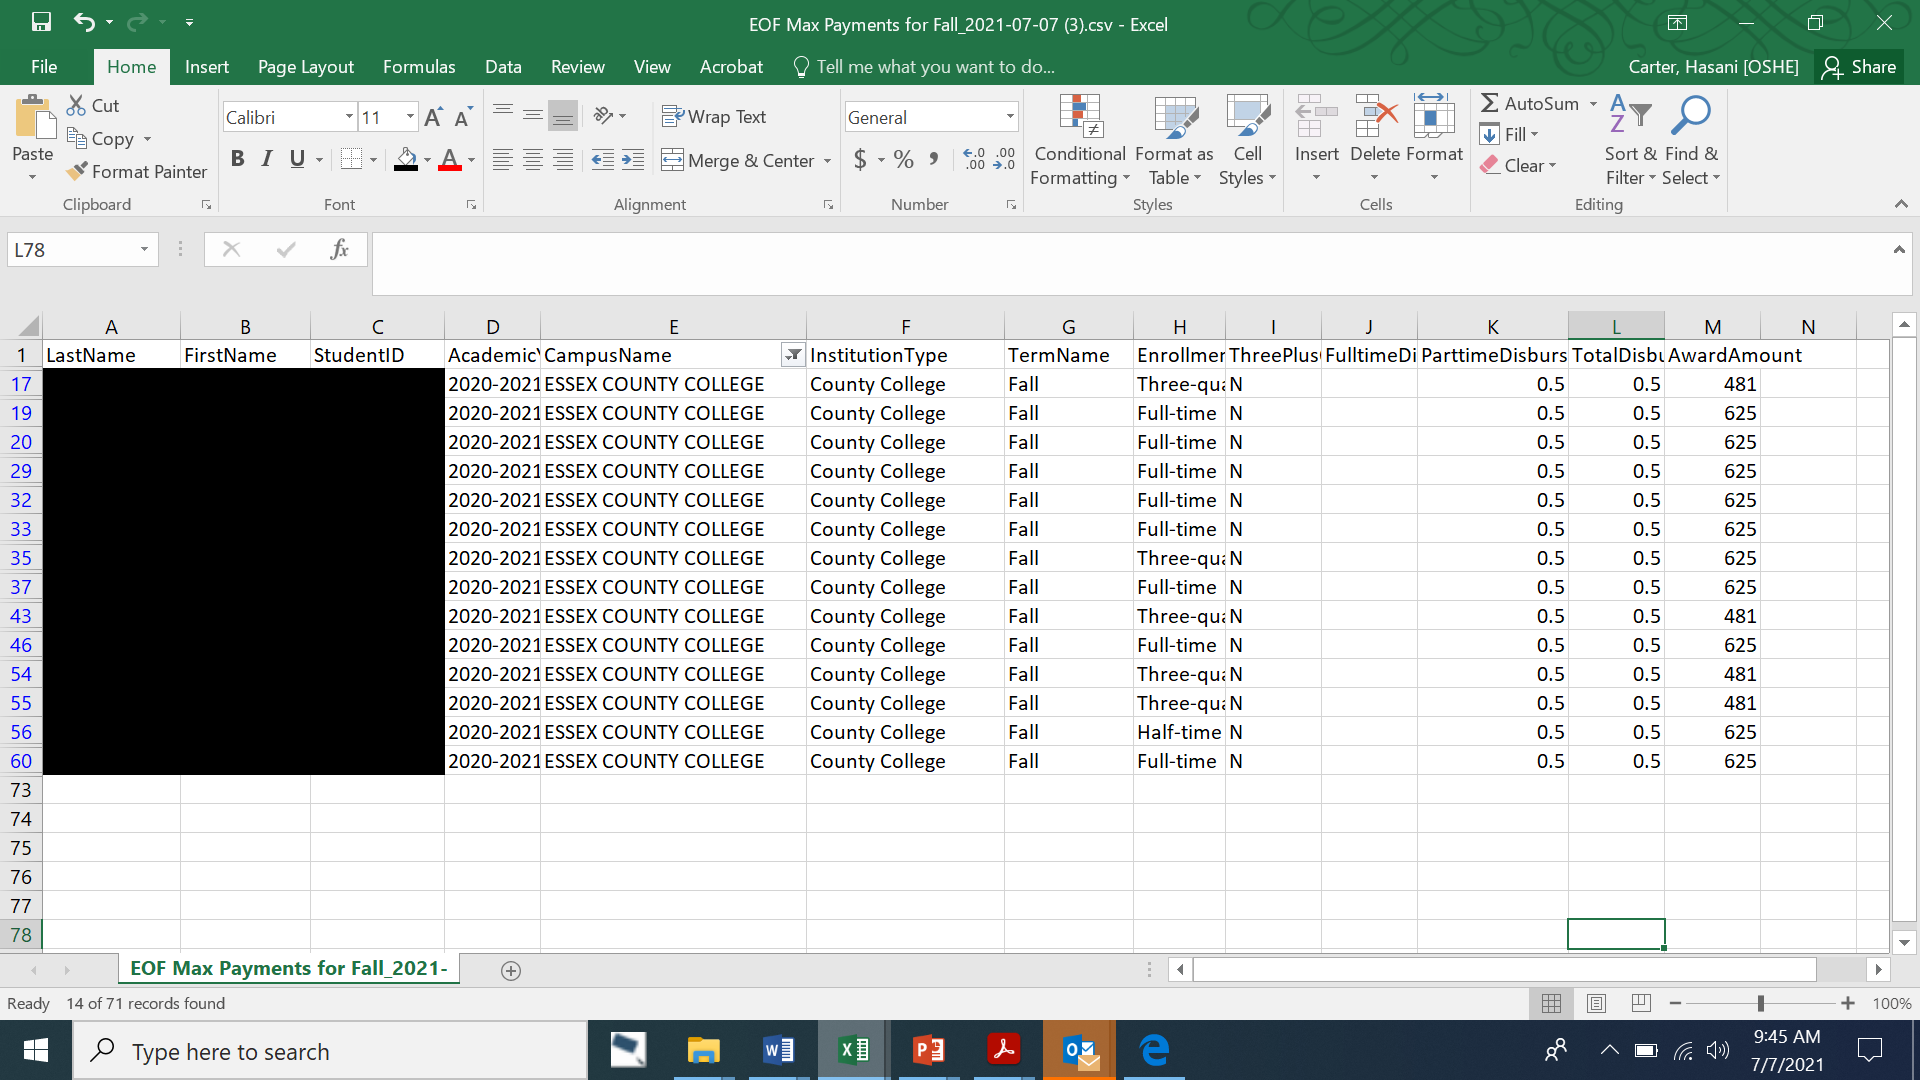 EOF Max Payments for Fall_2021-07-07 (3).csv - Excel
File Home Insert Page Layout Formulas Data Review View Acrobat Tell me what you want to do... Carter, Hasani [OSHE] Share
Paste
Cut
Copy
Format Painter
Clipboard
Calibri 11
B I U A
Font
Wrap Text
Merge & Center
Alignment
General
$ % , .0 .00 .00 .0
Number
Conditional Formatting
Format as Table
Cell Styles
Styles
Insert Delete Format
Cells
AutoSum
Fill
Clear
Sort & Filter
Find & Select
Editing
L78 fx
A B C D E F G H I J K L M N
1 LastName FirstName StudentID AcademicY CampusName InstitutionType TermName Enrollmer ThreePlus FulltimeDi ParttimeDisburs TotalDisbu AwardAmount
17 2020-2021 ESSEX COUNTY COLLEGE County College Fall Three-qua N 0.5 0.5 481
19 2020-2021 ESSEX COUNTY COLLEGE County College Fall Full-time N 0.5 0.5 625
20 2020-2021 ESSEX COUNTY COLLEGE County College Fall Full-time N 0.5 0.5 625
29 2020-2021 ESSEX COUNTY COLLEGE County College Fall Full-time N 0.5 0.5 625
32 2020-2021 ESSEX COUNTY COLLEGE County College Fall Full-time N 0.5 0.5 625
33 2020-2021 ESSEX COUNTY COLLEGE County College Fall Full-time N 0.5 0.5 625
35 2020-2021 ESSEX COUNTY COLLEGE County College Fall Three-qua N 0.5 0.5 625
37 2020-2021 ESSEX COUNTY COLLEGE County College Fall Full-time N 0.5 0.5 625
43 2020-2021 ESSEX COUNTY COLLEGE County College Fall Three-qua N 0.5 0.5 481
46 2020-2021 ESSEX COUNTY COLLEGE County College Fall Full-time N 0.5 0.5 625
54 2020-2021 ESSEX COUNTY COLLEGE County College Fall Three-qua N 0.5 0.5 481
55 2020-2021 ESSEX COUNTY COLLEGE County College Fall Three-qua N 0.5 0.5 481
56 2020-2021 ESSEX COUNTY COLLEGE County College Fall Half-time N 0.5 0.5 625
60 2020-2021 ESSEX COUNTY COLLEGE County College Fall Full-time N 0.5 0.5 625
73
74
75
76
77
78
EOF Max Payments for Fall_2021-
Ready 14 of 71 records found 100%
Type here to search
9:45 AM
7/7/2021